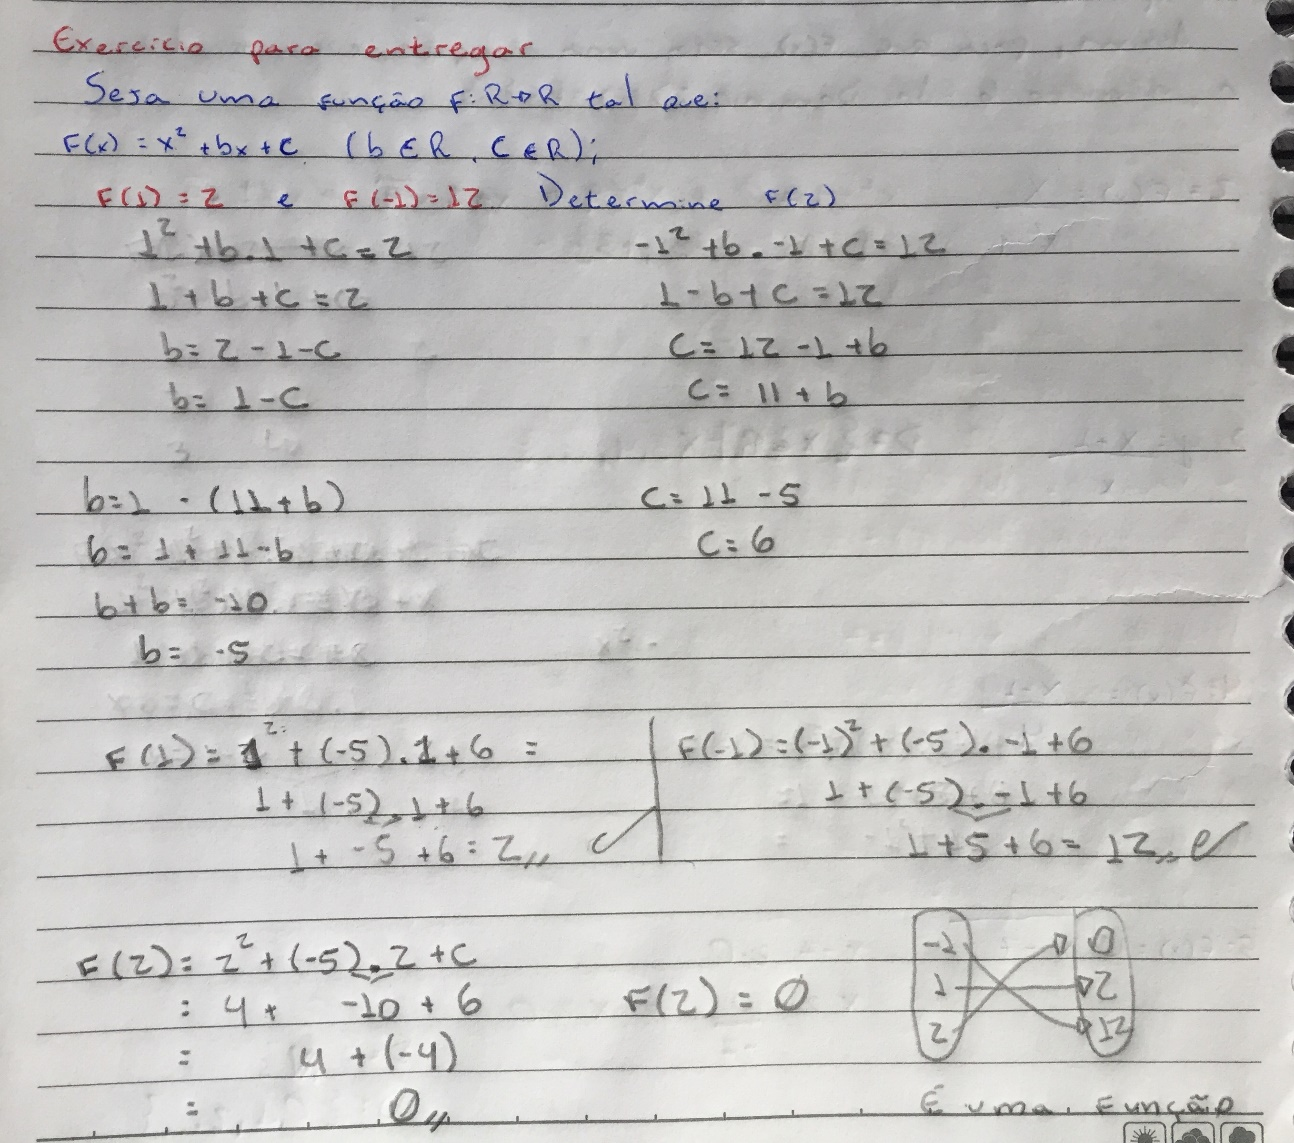 Exercício para entregar
Seja uma função F: R→R tal que:
F(x) = x² + bx + c (b ∈ R, c ∈ R);
F(1) = 2 e F(-1) = 12 Determine F(2)
1² + b.1 + c = 2
1 + b + c = 2
b = 2 - 1 - c
b = 1 - c
-1² + b . -1 + c = 12
1 - b + c = 12
c = 12 - 1 + b
c = 11 + b
b = 1 - (11 + b)
b = 1 + 11 - b
b + b = -10
b = -5
c = 11 - 5
c = 6
F(1) = 1² + (-5).1 + 6 =
1 + (-5).1 + 6
1 + -5 + 6 = 2,, ✓
F(-1) = (-1)² + (-5). -1 + 6
1 + (-5). -1 + 6
1 + 5 + 6 = 12,, ✓
F(2) = 2² + (-5).2 + c
: 4 + -10 + 6
= 4 + (-4)
= 0,,
F(2) = 0
-1 0
1 2
2 12
É uma função